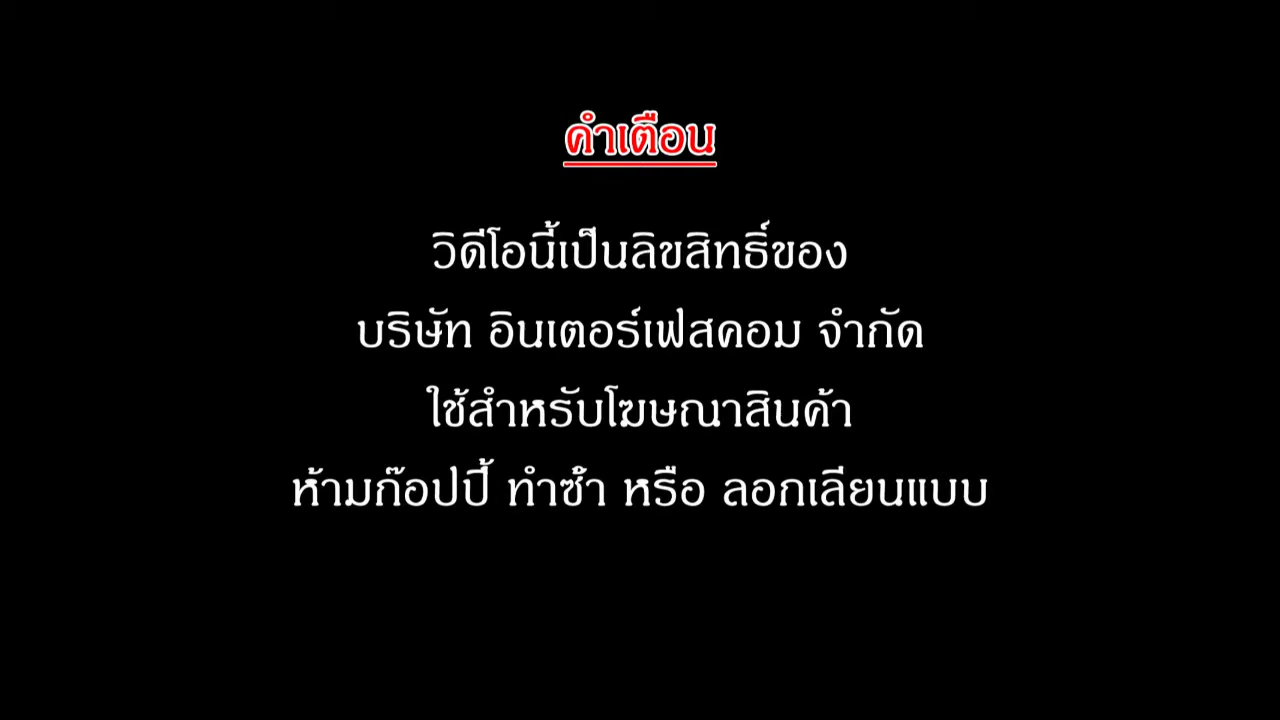 คำเตือน
วิดีโอนี้เป็นลิขสิทธิ์ของ
บริษัท อินเตอร์เฟสคอม จำกัด
ใช้สำหรับโฆษณาสินค้า
ห้ามก๊อปปี้ ทำซ้ำ หรือ ลอกเลียนแบบ